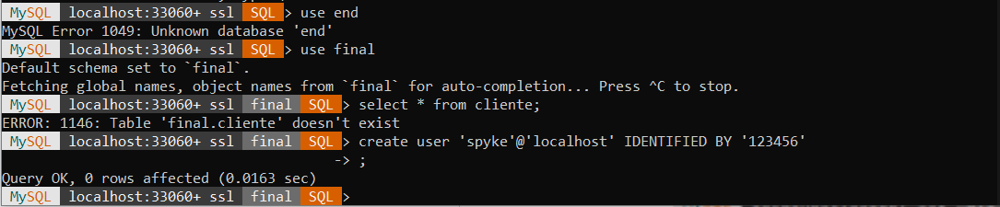 MySQL localhost:33060+ ssl SQL > use end
MySQL Error 1049: Unknown database 'end'
MySQL localhost:33060+ ssl SQL > use final
Default schema set to `final`.
Fetching global names, object names from `final` for auto-completion... Press ^C to stop.
MySQL localhost:33060+ ssl final SQL > select * from cliente;
ERROR: 1146: Table 'final.cliente' doesn't exist
MySQL localhost:33060+ ssl final SQL > create user 'spyke'@'localhost' IDENTIFIED BY '123456'
-> ;
Query OK, 0 rows affected (0.0163 sec)
MySQL localhost:33060+ ssl final SQL >